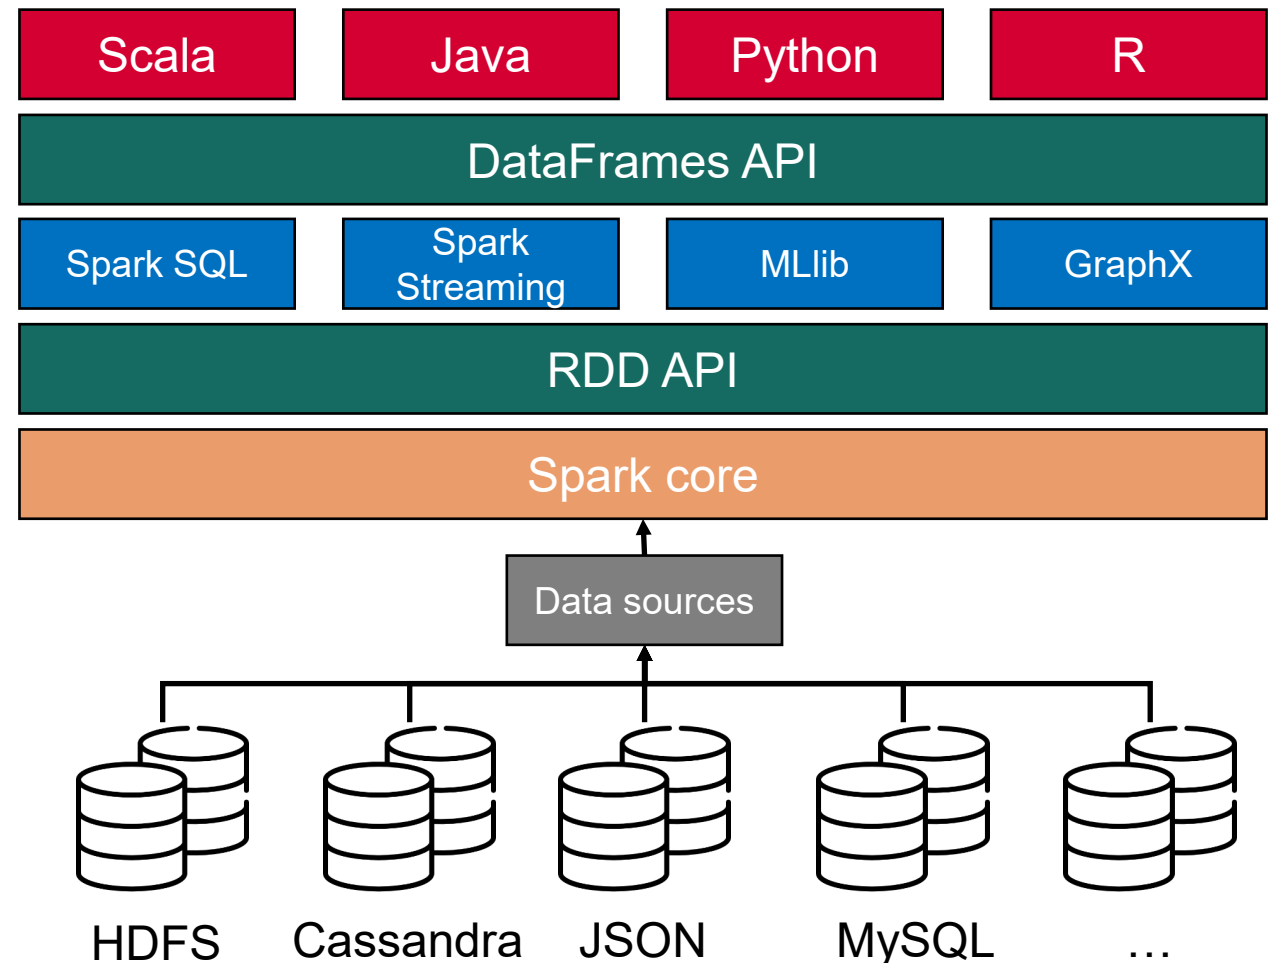 Scala
Java
Python
R
DataFrames API
Spark SQL
Spark
Streaming
MLlib
GraphX
RDD API
Spark core
Data sources
HDFS
Cassandra
JSON
MySQL
...